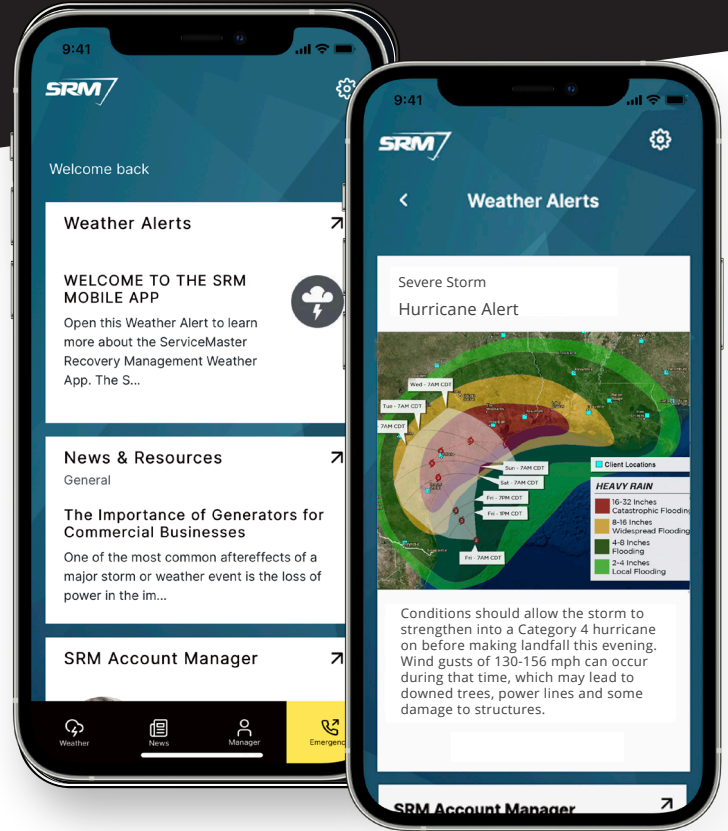 9:41
SRM
Welcome back
Weather Alerts
WELCOME TO THE SRM
MOBILE APP
Open this Weather Alert to learn
more about the ServiceMaster
Recovery Management Weather
App. The S...
News & Resources
General
The Importance of Generators for
Commercial Businesses
One of the most common aftereffects of a
major storm or weather event is the loss of
power in the im...
SRM Account Manager
Weather
News
Manager
Emergenc
9:41
SRM
Weather Alerts
Severe Storm
Hurricane Alert
Wed - 7AM CDT
Tue - 7AM CDT
7AM CDT
Sun - 7AM CDT
Sat - 7AM CDT
Fri - 7PM CDT
Fri - 1PM CDT
Fri - 7AM CDT
Client Locations
HEAVY RAIN
16-32 Inches
Catastrophic Flooding
8-16 Inches
Widespread Flooding
4-8 Inches
Flooding
2-4 Inches
Local Flooding
Conditions should allow the storm to
strengthen into a Category 4 hurricane
on before making landfall this evening.
Wind gusts of 130-156 mph can occur
during that time, which may lead to
downed trees, power lines and some
damage to structures.
SRM Account Manager